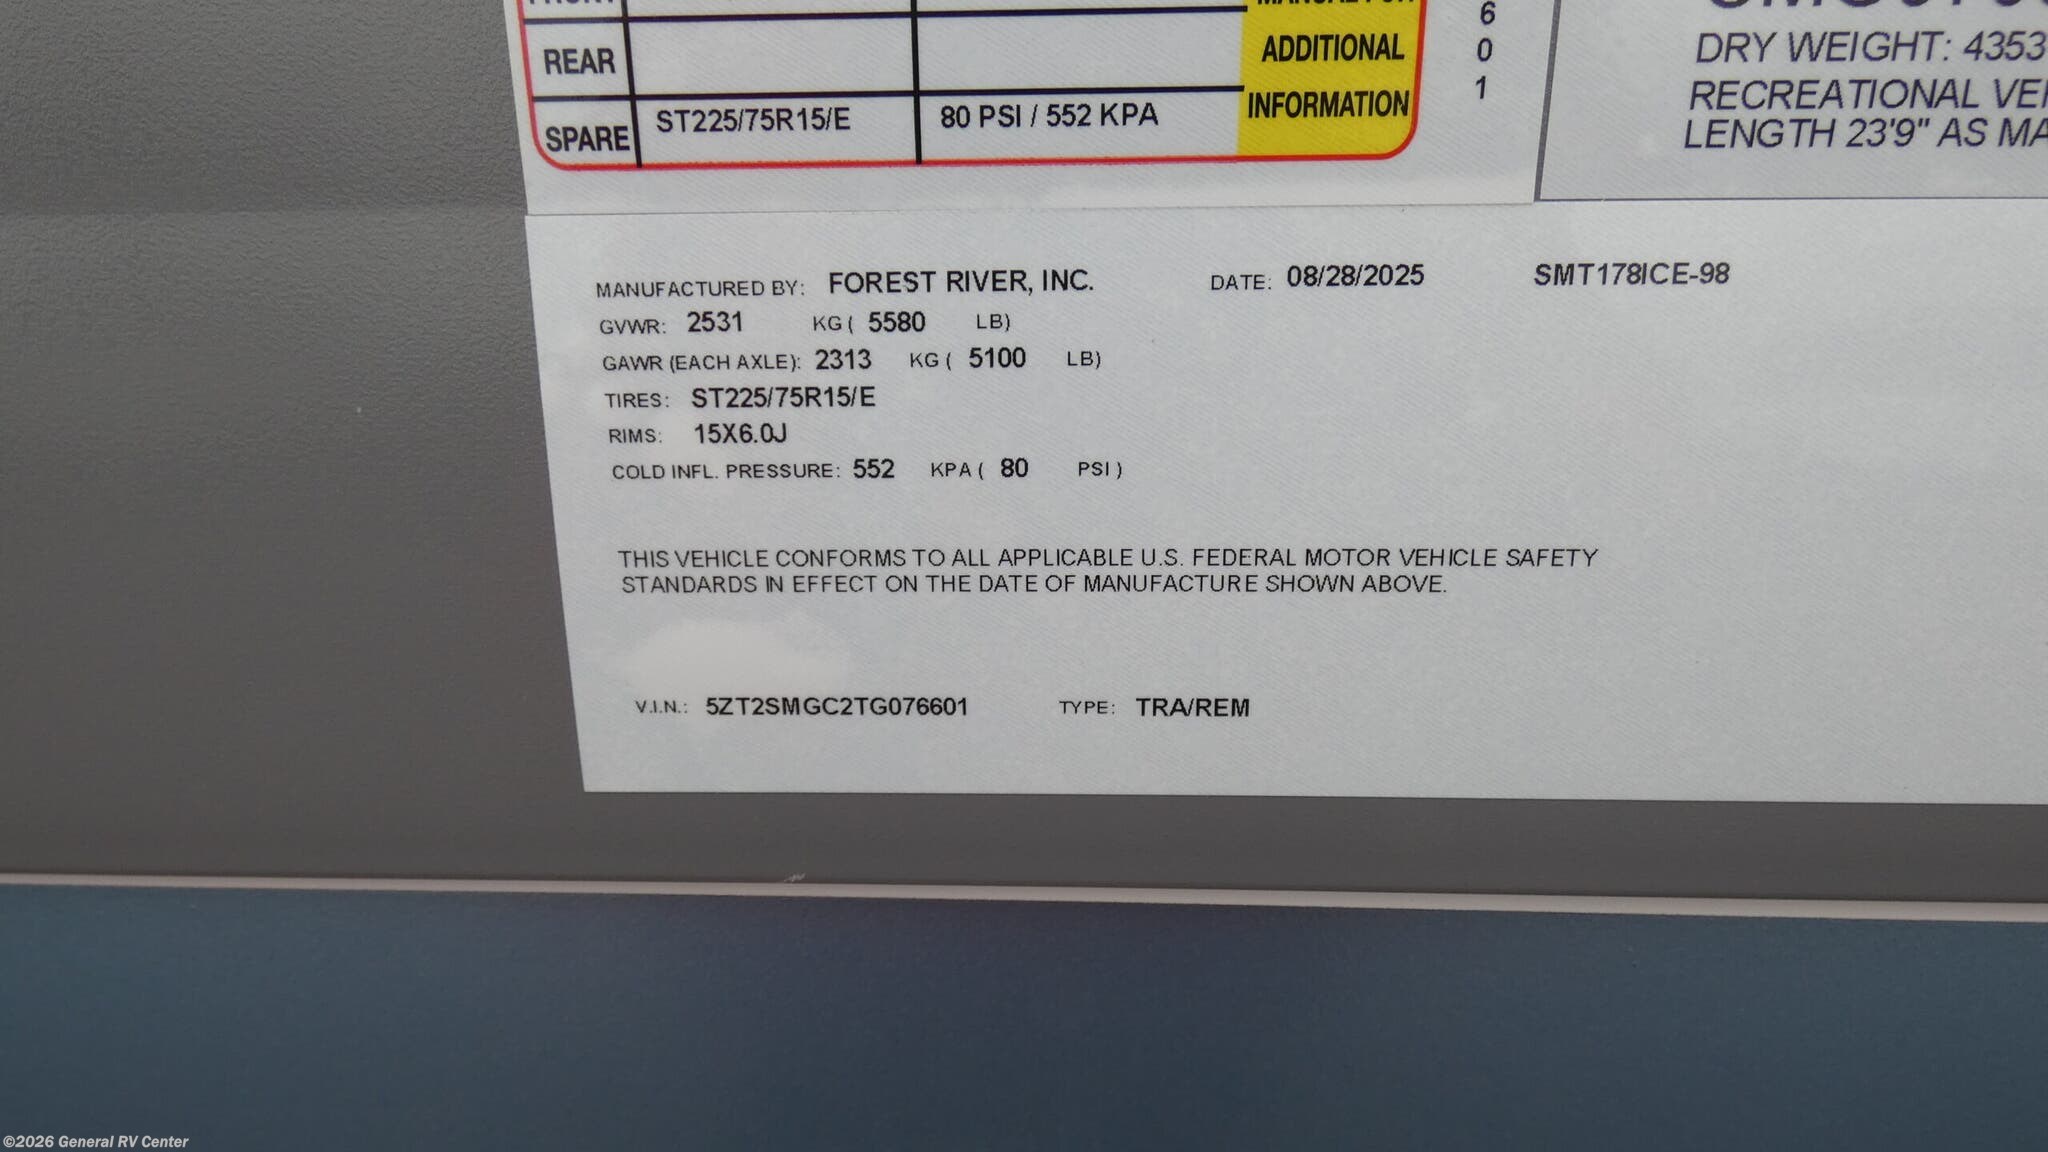 REAR
SPARE ST225/75R15/E 80 PSI / 552 KPA
ADDITIONAL
INFORMATION
6
0
1
DRY WEIGHT: 4353
RECREATIONAL
LENGTH 23'9" AS
MANUFACTURED BY: FOREST RIVER, INC. DATE: 08/28/2025 SMT178ICE-98
GVWR: 2531 KG ( 5580 LB)
GAWR (EACH AXLE): 2313 KG ( 5100 LB)
TIRES: ST225/75R15/E
RIMS: 15X6.0J
COLD INFL. PRESSURE: 552 KPA ( 80 PSI )
THIS VEHICLE CONFORMS TO ALL APPLICABLE U.S. FEDERAL MOTOR VEHICLE SAFETY
STANDARDS IN EFFECT ON THE DATE OF MANUFACTURE SHOWN ABOVE.
V.I.N.: 5ZT2SMGC2TG076601 TYPE: TRA/REM
©2026 General RV Center